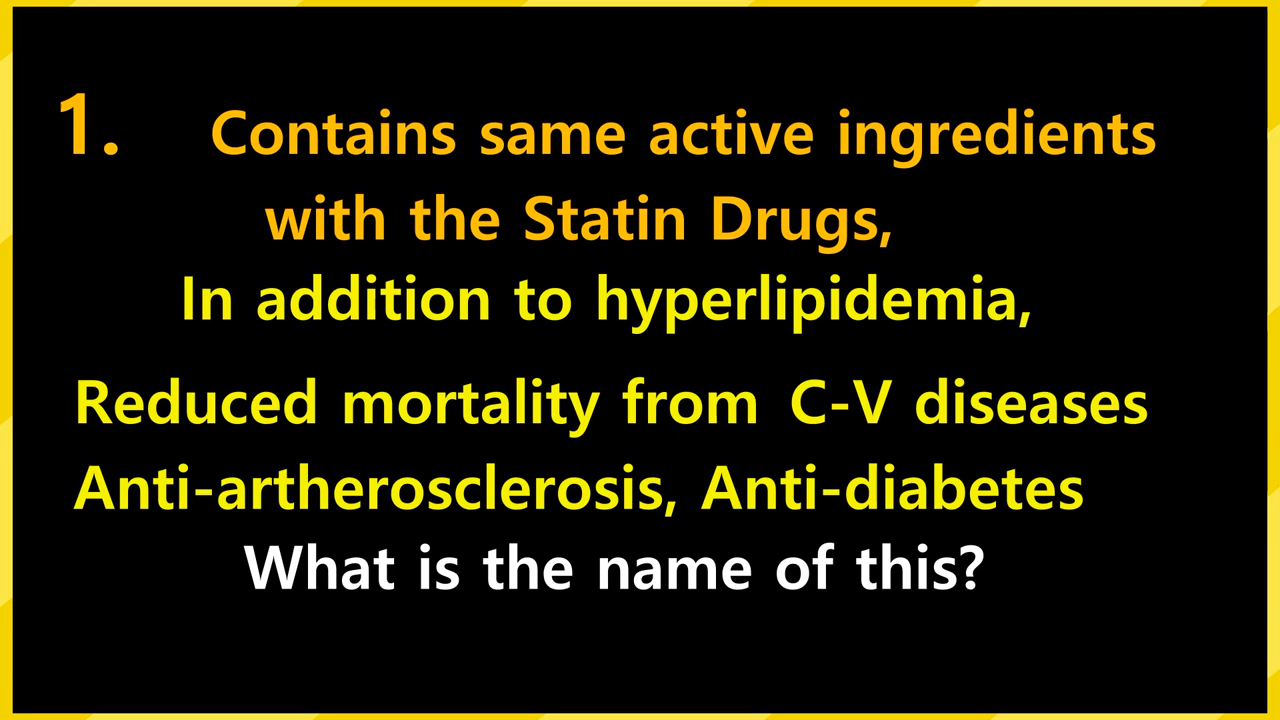 1. Contains same active ingredients
with the Statin Drugs,
In addition to hyperlipidemia,
Reduced mortality from C-V diseases
Anti-artherosclerosis, Anti-diabetes
What is the name of this?